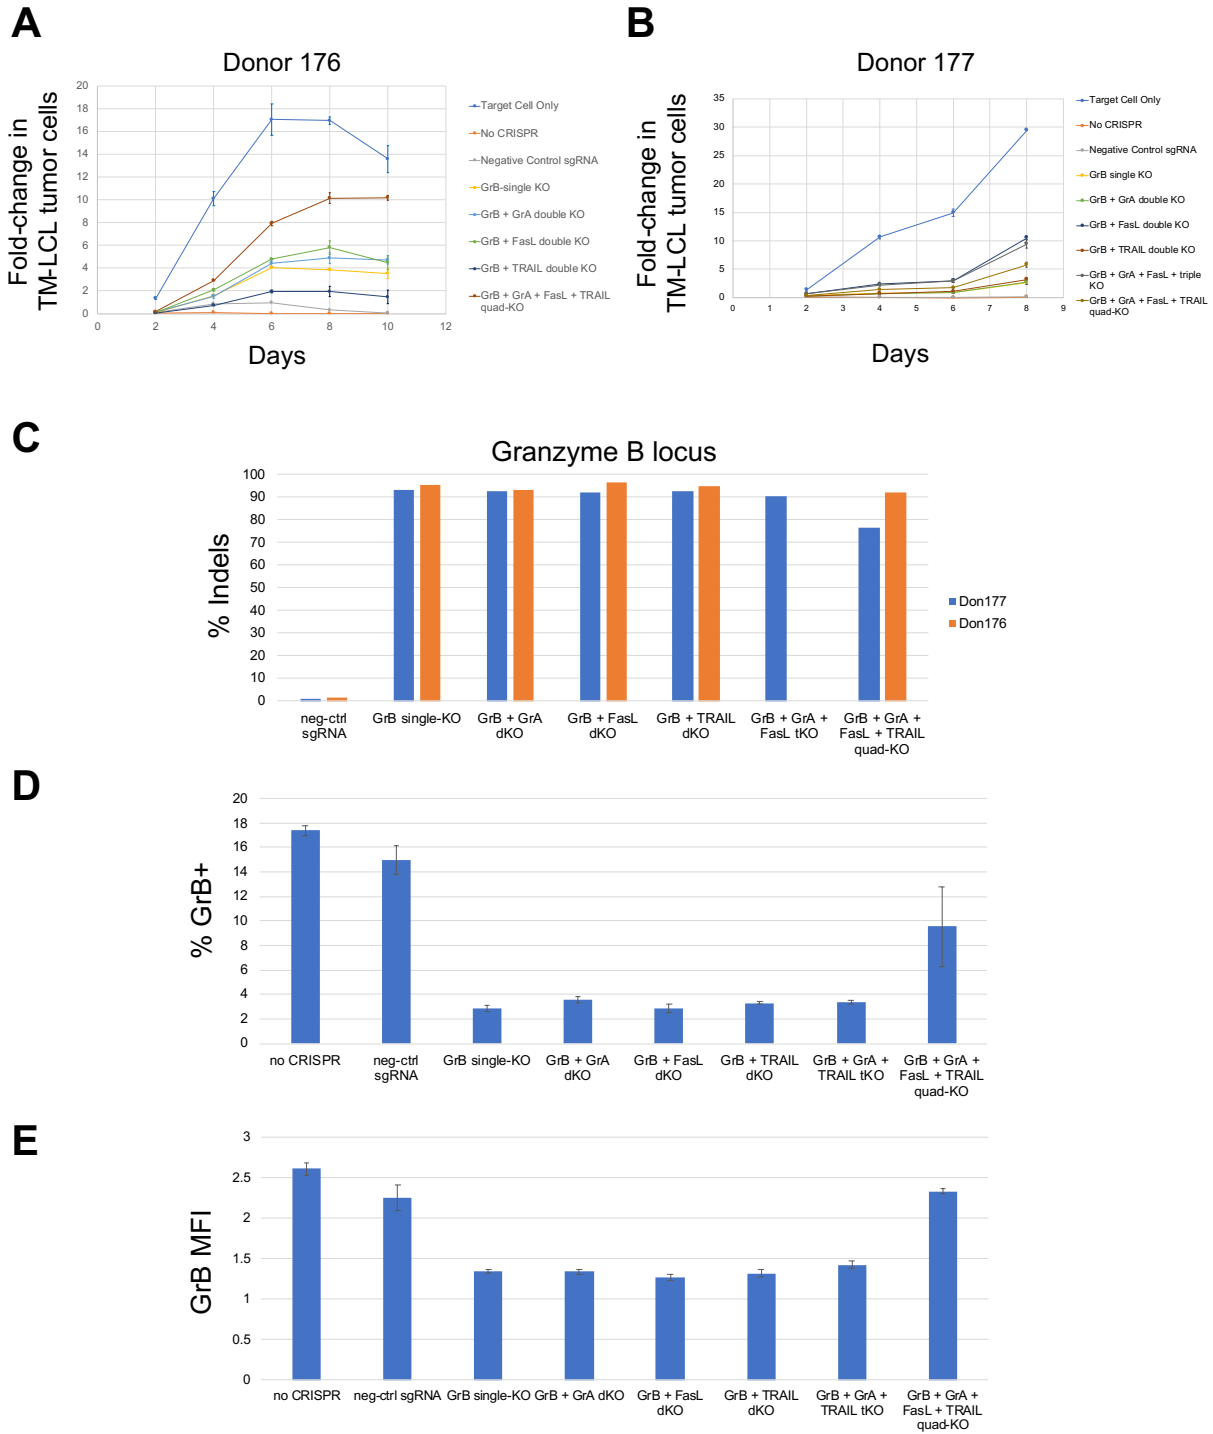 A
Donor 176
Fold-change in
TM-LCL tumor cells
20
18
16
14
12
10
8
6
4
2
0
0
2
4
6
8
10
12
Days
Target Cell Only
No CRISPR
Negative Control sgRNA
GrB-single KO
GrB + GrA double KO
GrB + FasL double KO
GrB + TRAIL double KO
GrB + GrA + FasL + TRAIL
quad-KO
B
Donor 177
Fold-change in
TM-LCL tumor cells
35
30
25
20
15
10
5
0
0
1
2
3
4
5
6
7
8
9
Days
Target Cell Only
No CRISPR
Negative Control sgRNA
GrB single KO
GrB + GrA double KO
GrB + FasL double KO
GrB + TRAIL double KO
GrB + GrA + FasL + triple
KO
GrB + GrA + FasL + TRAIL
quad-KO
C
Granzyme B locus
% Indels
100
90
80
70
60
50
40
30
20
10
0
neg-ctrl
sgRNA
GrB single-KO
GrB + GrA
dKO
GrB + FasL
dKO
GrB + TRAIL
dKO
GrB + GrA +
FasL tKO
GrB + GrA +
FasL + TRAIL
quad-KO
Don177
Don176
D
% GrB+
20
18
16
14
12
10
8
6
4
2
0
no CRISPR
neg-ctrl
sgRNA
GrB single-KO
GrB + GrA
dKO
GrB + FasL
dKO
GrB + TRAIL
dKO
GrB + GrA +
TRAIL tKO
GrB + GrA +
FasL + TRAIL
quad-KO
E
GrB MFI
3
2.5
2
1.5
1
0.5
0
no CRISPR
neg-ctrl sgRNA
GrB single-KO
GrB + GrA dKO
GrB + FasL
dKO
GrB + TRAIL
dKO
GrB + GrA +
TRAIL tKO
GrB + GrA +
FasL + TRAIL
quad-KO